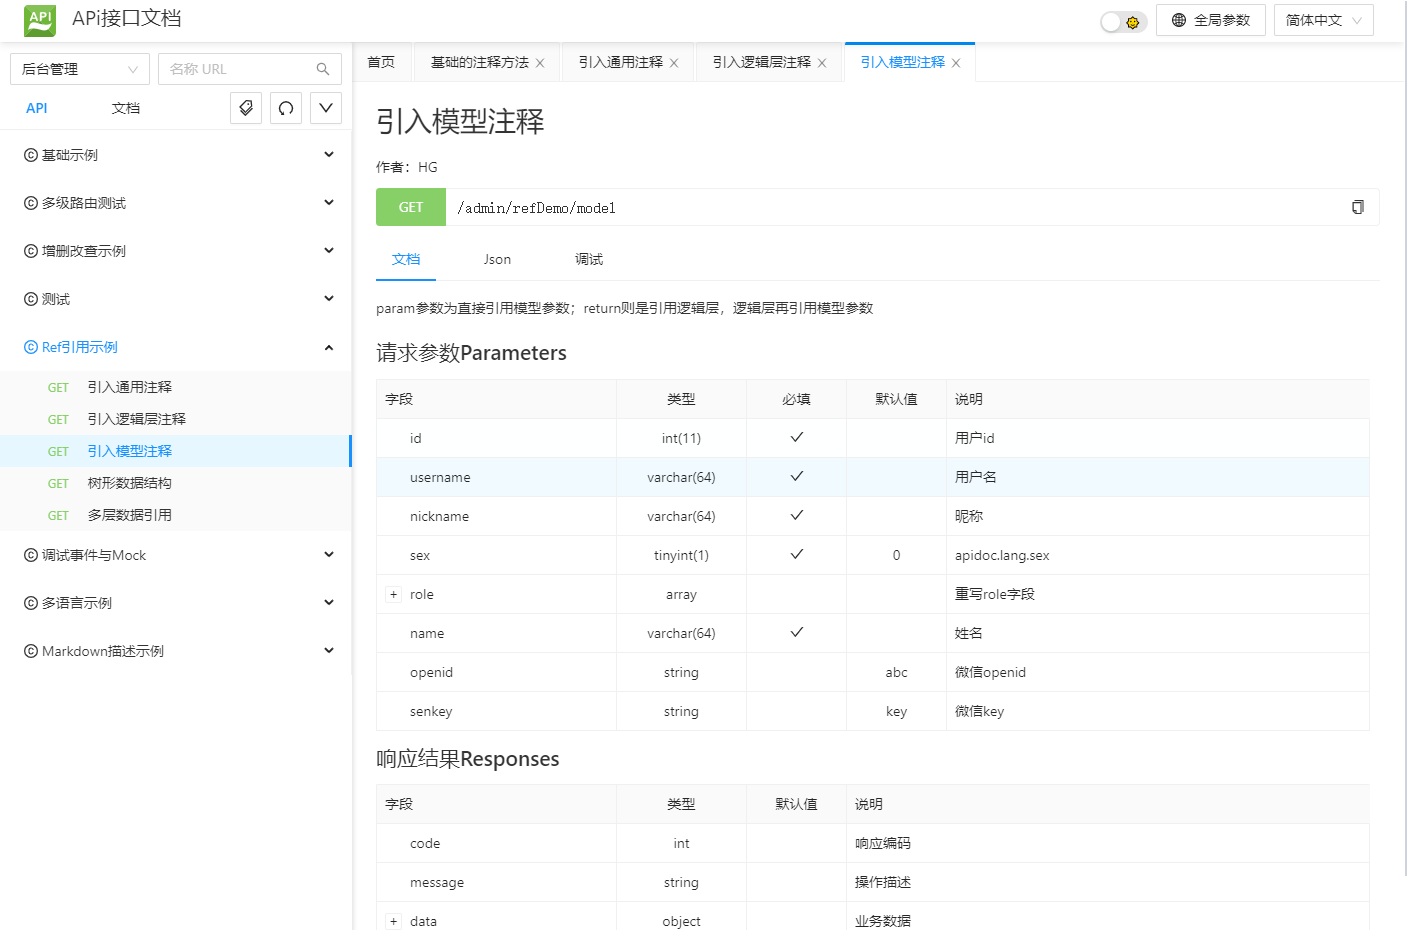 API
APi接口文档
全局参数
简体中文
后台管理
名称 URL
API
文档
基础示例
多级路由测试
增删改查示例
测试
Ref引用示例
GET 引入通用注释
GET 引入逻辑层注释
GET 引入模型注释
GET 树形数据结构
GET 多层数据引用
调试事件与Mock
多语言示例
Markdown描述示例
首页
基础的注释方法
引入通用注释
引入逻辑层注释
引入模型注释
引入模型注释
作者：HG
GET /admin/refDemo/model
文档 Json 调试
param参数为直接引用模型参数；return则是引用逻辑层，逻辑层再引用模型参数
请求参数Parameters
字段 类型 必填 默认值 说明
id int(11) 用户id
username varchar(64) 用户名
nickname varchar(64) 昵称
sex tinyint(1) 0 apidoc.lang.sex
+ role array 重写role字段
name varchar(64) 姓名
openid string abc 微信openid
senkey string key 微信key
响应结果Responses
字段 类型 默认值 说明
code int 响应编码
message string 操作描述
+ data object 业务数据